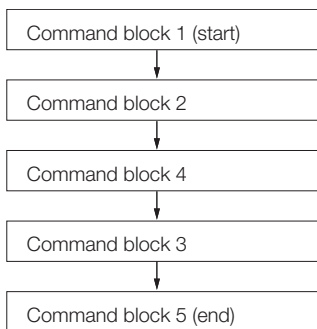 Command block 1 (start)
Command block 2
Command block 4
Command block 3
Command block 5 (end)